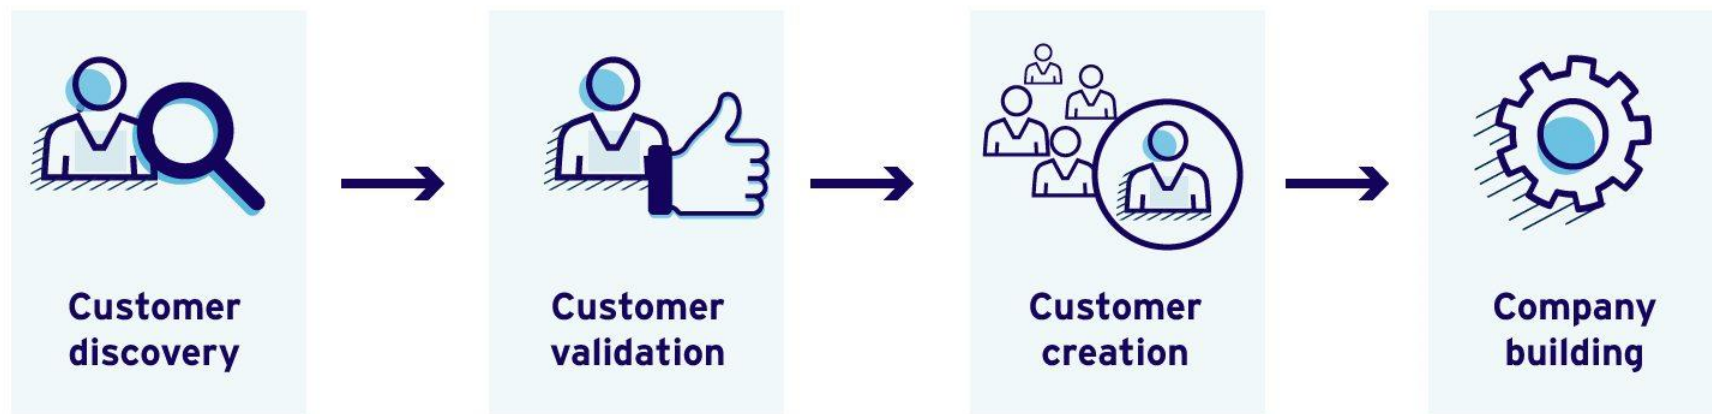 Customer
discovery
Customer
validation
Customer
creation
Company
building